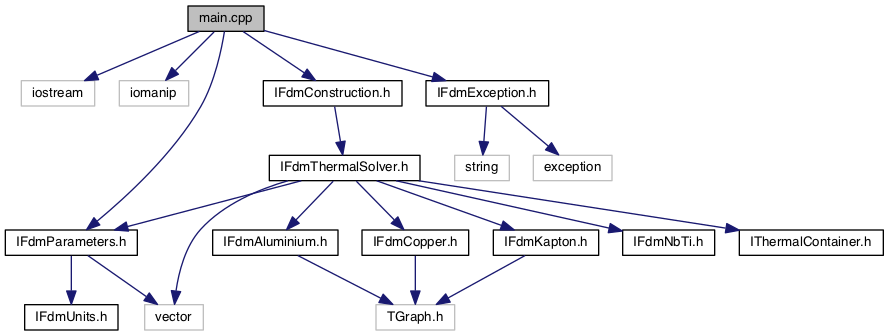 main.cpp
iostream
iomanip
IFdmConstruction.h
IFdmException.h
IFdmThermalSolver.h
string
exception
IFdmParameters.h
IFdmAluminium.h
IFdmCopper.h
IFdmKapton.h
IFdmNbTi.h
IThermalContainer.h
IFdmUnits.h
vector
TGraph.h